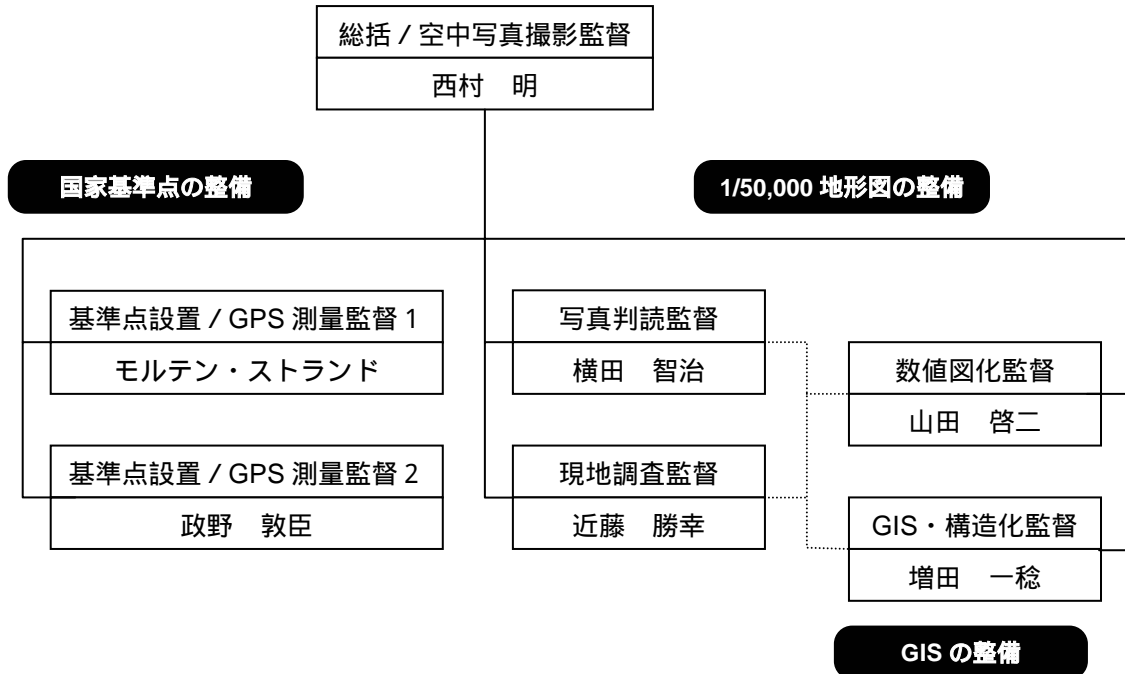 総括 / 空中写真撮影監督
西村　明
国家基準点の整備
1/50,000 地形図の整備
基準点設置 / GPS 測量監督 1
モルテン・ストランド
基準点設置 / GPS 測量監督 2
政野　敦臣
写真判読監督
横田　智治
現地調査監督
近藤　勝幸
数値図化監督
山田　啓二
GIS・構造化監督
増田　一稔
GIS の整備